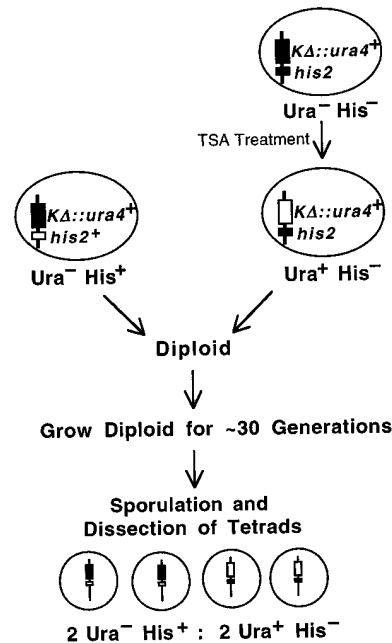 KΔ::ura4+
his2
Ura− His−
TSA Treatment
KΔ::ura4+
his2+
Ura− His+
KΔ::ura4+
his2
Ura+ His−
Diploid
Grow Diploid for ~30 Generations
Sporulation and
Dissection of Tetrads
2 Ura− His+ : 2 Ura+ His−